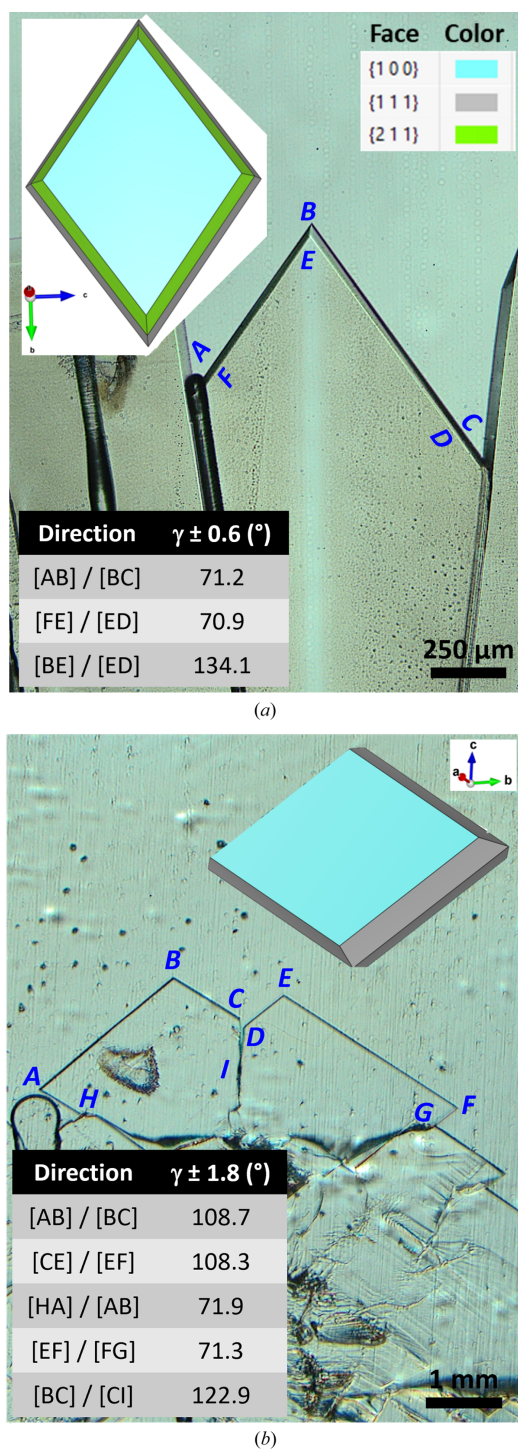 Face Color
{1 0 0}
{1 1 1}
{2 1 1}
c
b
B
E
A
F
C
D
Direction γ ± 0.6 (°)
[AB] / [BC] 71.2
[FE] / [ED] 70.9
[BE] / [ED] 134.1
250 µm
(a)
c
a
b
B
E
C
D
I
A
H
F
G
Direction γ ± 1.8 (°)
[AB] / [BC] 108.7
[CE] / [EF] 108.3
[HA] / [AB] 71.9
[EF] / [FG] 71.3
[BC] / [CI] 122.9
1 mm
(b)